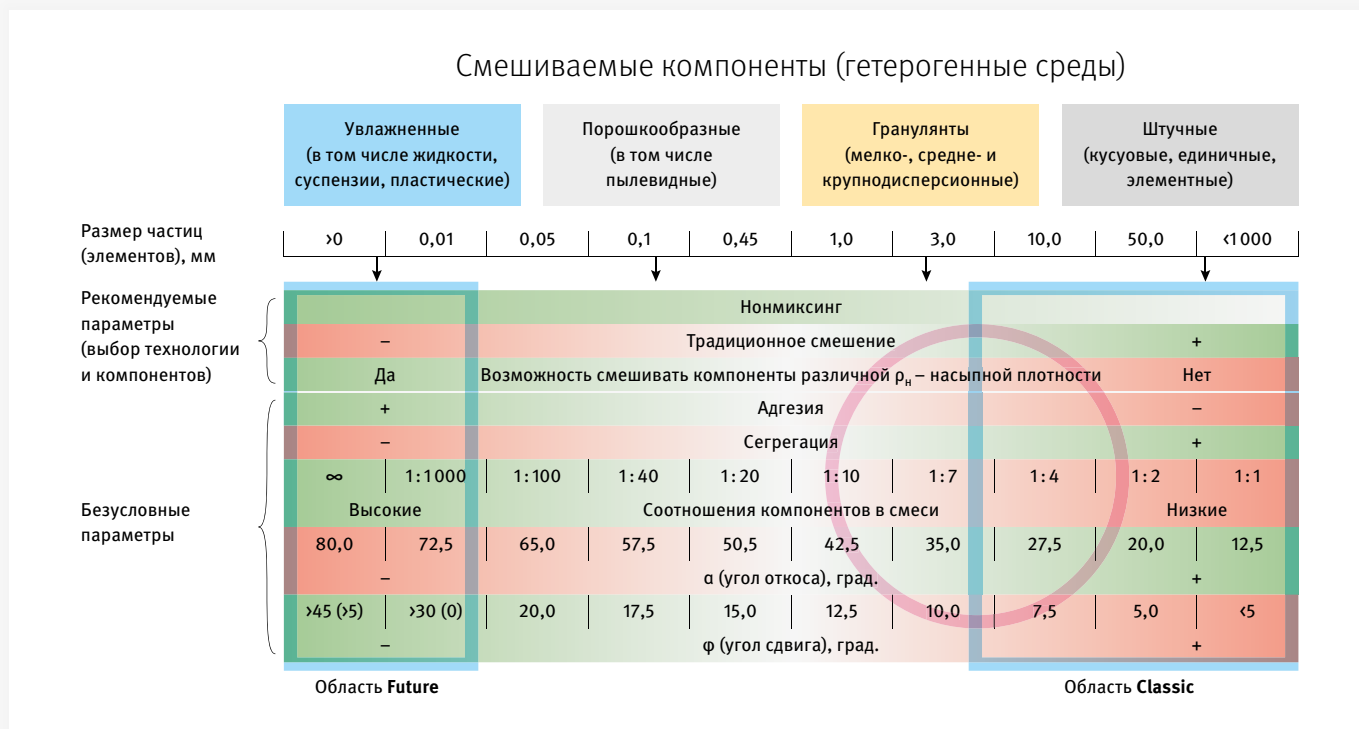 Смешиваемые компоненты (гетерогенные среды)
Увлажненные
(в том числе жидкости,
суспензии, пластические)
Порошкообразные
(в том числе
пылевидные)
Гранулянты
(мелко-, средне- и
крупнодисперсионные)
Штучные
(кусуовые, единичные,
элементные)
Размер частиц
(элементов), мм
›0 0,01 0,05 0,1 0,45 1,0 3,0 10,0 50,0 ‹1000
Рекомендуемые
параметры
(выбор технологии
и компонентов)
Нонмиксинг
– Традиционное смешение +
Да Возможность смешивать компоненты различной ρн – насыпной плотности Нет
Безусловные
параметры
+ Адгезия –
– Сегрегация +
∞ 1:1000 1:100 1:40 1:20 1:10 1:7 1:4 1:2 1:1
Высокие Соотношения компонентов в смеси Низкие
80,0 72,5 65,0 57,5 50,5 42,5 35,0 27,5 20,0 12,5
– α (угол откоса), град. +
›45 (›5) ›30 (0) 20,0 17,5 15,0 12,5 10,0 7,5 5,0 ‹5
– φ (угол сдвига), град. +
Область Future
Область Classic